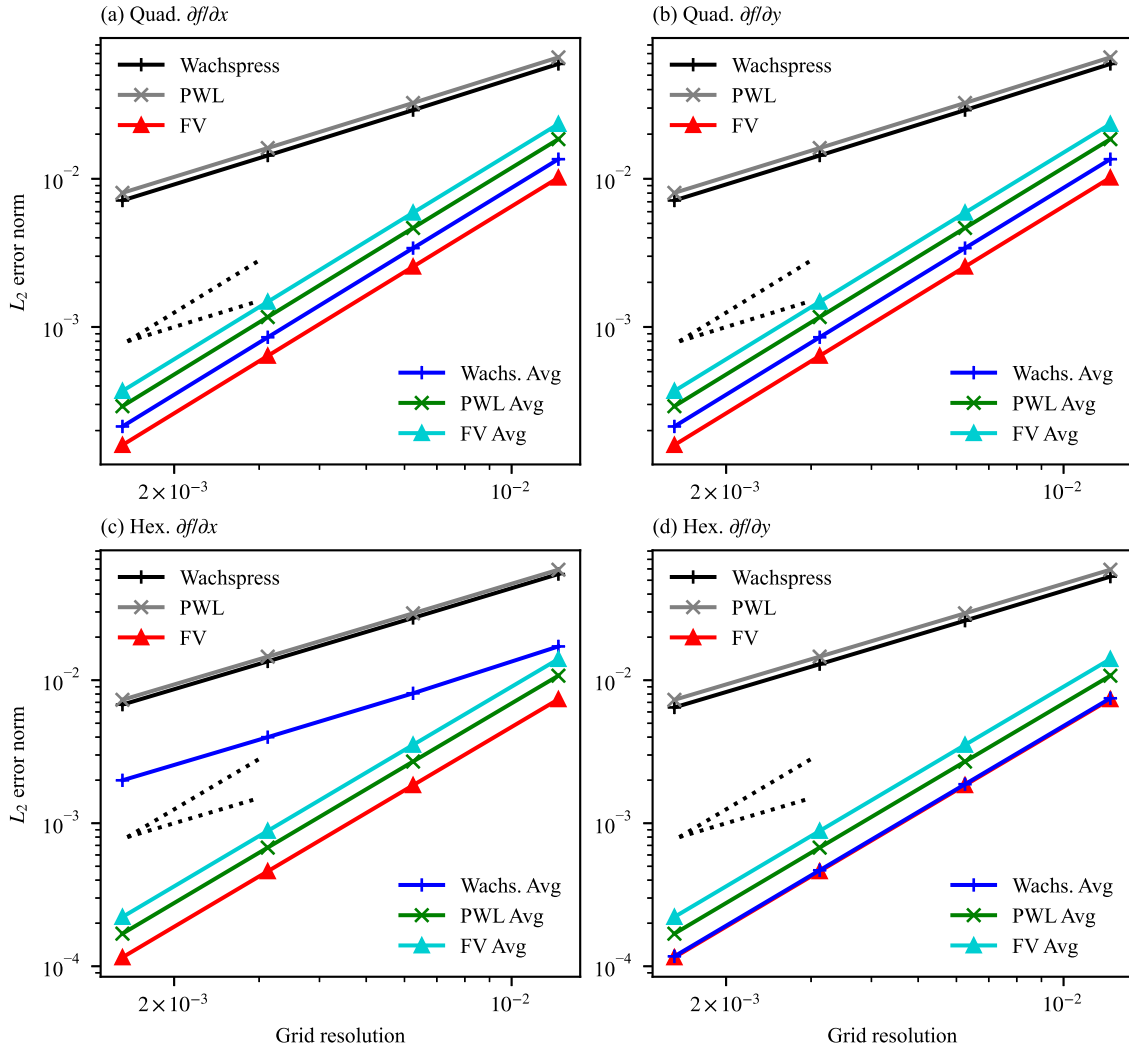 (a) Quad. ∂f/∂x
Wachspress
PWL
FV
Wachs. Avg
PWL Avg
FV Avg
10⁻²
10⁻³
L₂ error norm
2×10⁻³
10⁻²
(b) Quad. ∂f/∂y
Wachspress
PWL
FV
Wachs. Avg
PWL Avg
FV Avg
10⁻²
10⁻³
2×10⁻³
10⁻²
(c) Hex. ∂f/∂x
Wachspress
PWL
FV
Wachs. Avg
PWL Avg
FV Avg
10⁻²
10⁻³
10⁻⁴
L₂ error norm
2×10⁻³
10⁻²
Grid resolution
(d) Hex. ∂f/∂y
Wachspress
PWL
FV
Wachs. Avg
PWL Avg
FV Avg
10⁻²
10⁻³
10⁻⁴
2×10⁻³
10⁻²
Grid resolution